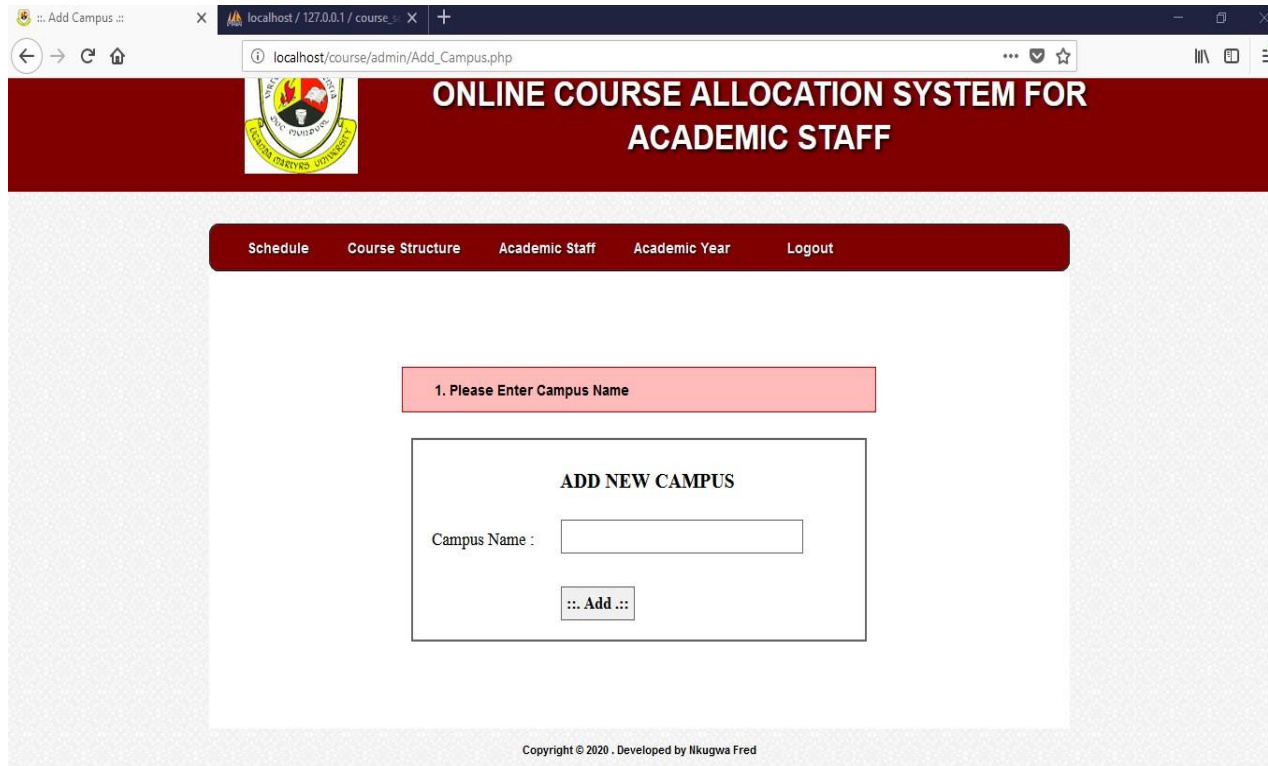 ::. Add Campus .::
localhost / 127.0.0.1 / course_s
localhost/course/admin/Add_Campus.php
ONLINE COURSE ALLOCATION SYSTEM FOR
ACADEMIC STAFF
UGANDA MARTYRS
Schedule Course Structure Academic Staff Academic Year Logout
1. Please Enter Campus Name
ADD NEW CAMPUS
Campus Name :
::. Add .::
Copyright © 2020 . Developed by Nkugwa Fred